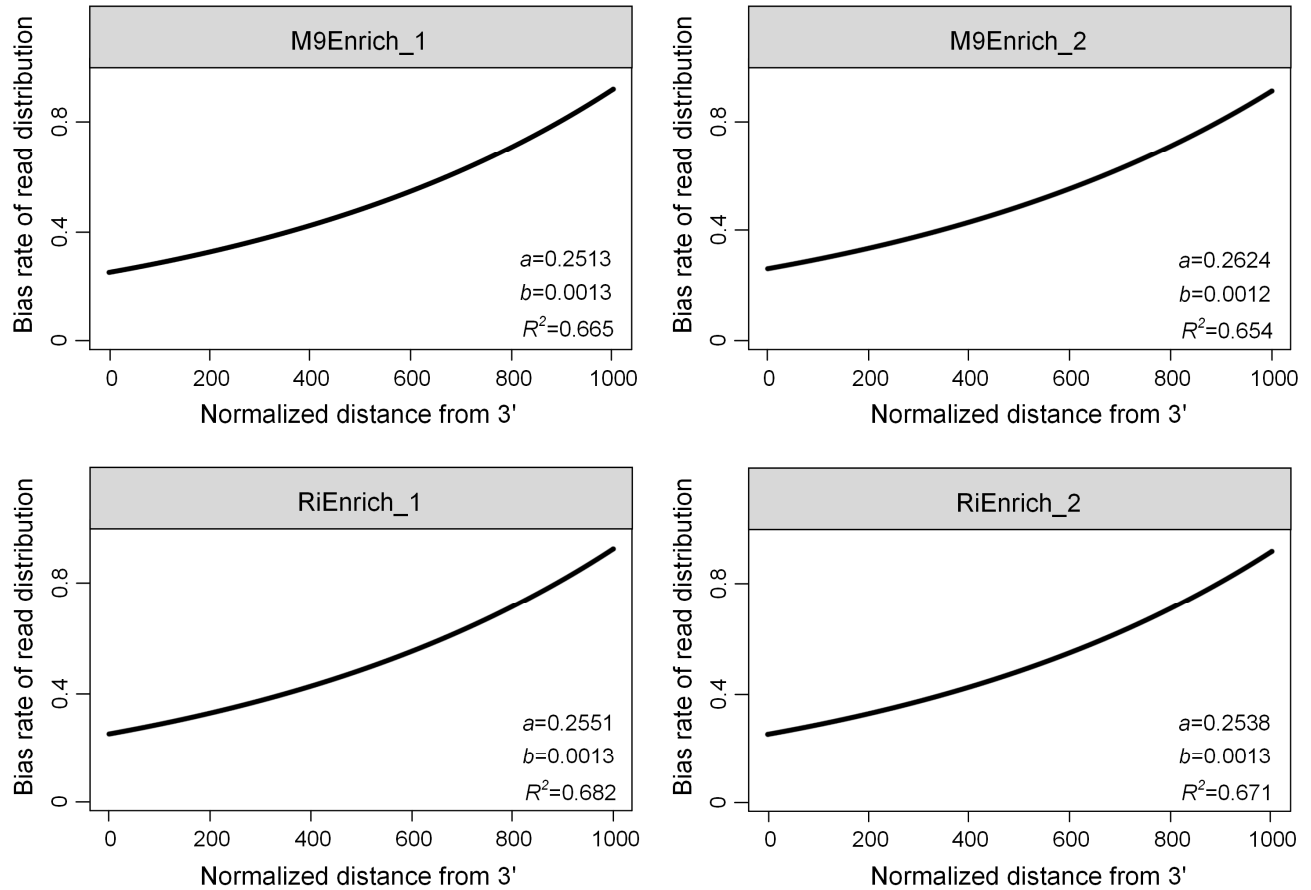 M9Enrich_1
Bias rate of read distribution
0.8
0.4
0
a=0.2513
b=0.0013
R²=0.665
0 200 400 600 800 1000
Normalized distance from 3'
M9Enrich_2
Bias rate of read distribution
0.8
0.4
0
a=0.2624
b=0.0012
R²=0.654
0 200 400 600 800 1000
Normalized distance from 3'
RiEnrich_1
Bias rate of read distribution
0.8
0.4
0
a=0.2551
b=0.0013
R²=0.682
0 200 400 600 800 1000
Normalized distance from 3'
RiEnrich_2
Bias rate of read distribution
0.8
0.4
0
a=0.2538
b=0.0013
R²=0.671
0 200 400 600 800 1000
Normalized distance from 3'